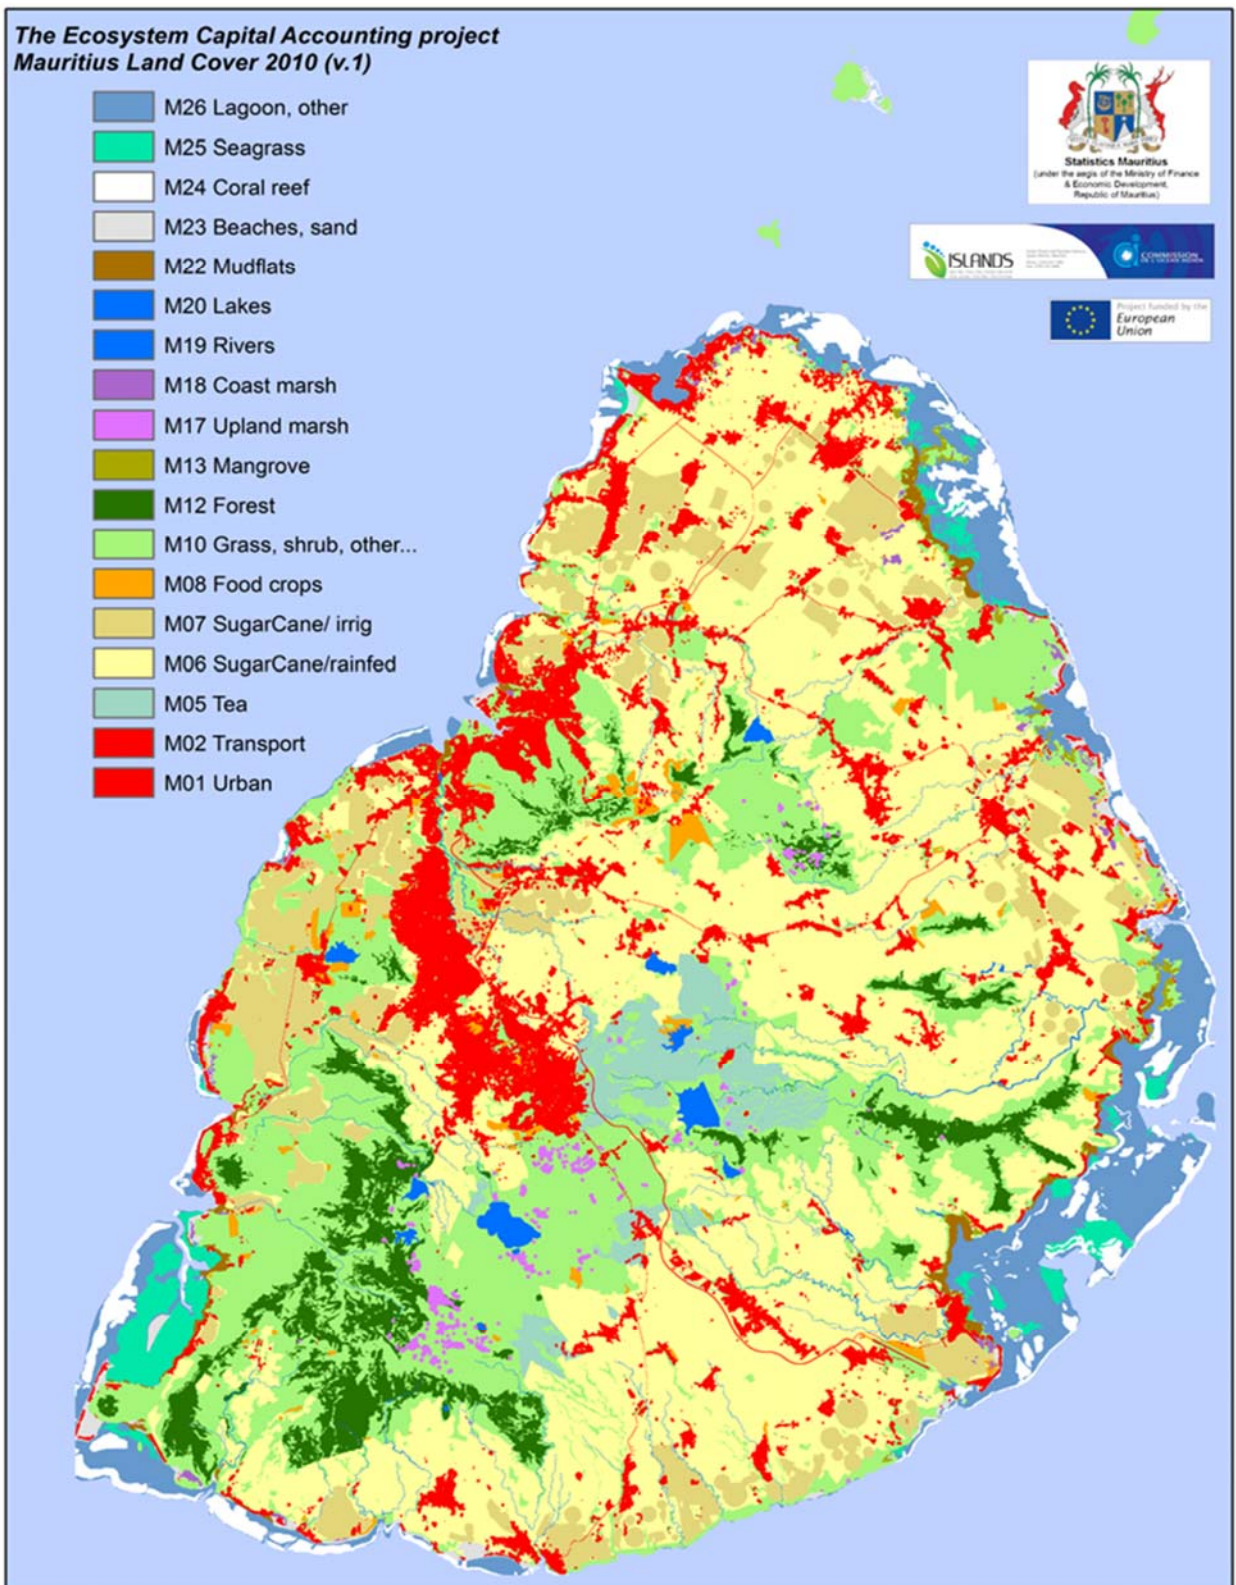 The Ecosystem Capital Accounting project
Mauritius Land Cover 2010 (v.1)
M26 Lagoon, other
M25 Seagrass
M24 Coral reef
M23 Beaches, sand
M22 Mudflats
M20 Lakes
M19 Rivers
M18 Coast marsh
M17 Upland marsh
M13 Mangrove
M12 Forest
M10 Grass, shrub, other...
M08 Food crops
M07 SugarCane/ irrig
M06 SugarCane/rainfed
M05 Tea
M02 Transport
M01 Urban
Statistics Mauritius
(under the aegis of the Ministry of Finance
& Economic Development,
Republic of Mauritius)
ISLANDS
COMMISSION
DE L'OCEAN INDIEN
Project funded by the
European
Union